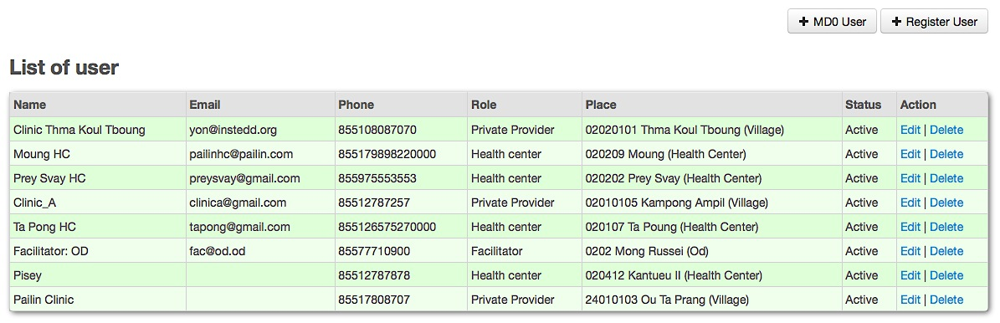 + MD0 User + Register User
List of user
Name Email Phone Role Place Status Action
Clinic Thma Koul Tboung yon@instedd.org 855108087070 Private Provider 02020101 Thma Koul Tboung (Village) Active Edit | Delete
Moung HC pailinhc@pailin.com 855179898220000 Health center 020209 Moung (Health Center) Active Edit | Delete
Prey Svay HC preysvay@gmail.com 855975553553 Health center 020202 Prey Svay (Health Center) Active Edit | Delete
Clinic_A clinica@gmail.com 85512787257 Private Provider 02010105 Kampong Ampil (Village) Active Edit | Delete
Ta Pong HC tapong@gmail.com 855126575270000 Health center 020107 Ta Poung (Health Center) Active Edit | Delete
Facilitator: OD fac@od.od 85577710900 Facilitator 0202 Mong Russei (Od) Active Edit | Delete
Pisey 85512787878 Health center 020412 Kantueu II (Health Center) Active Edit | Delete
Pailin Clinic 85517808707 Private Provider 24010103 Ou Ta Prang (Village) Active Edit | Delete